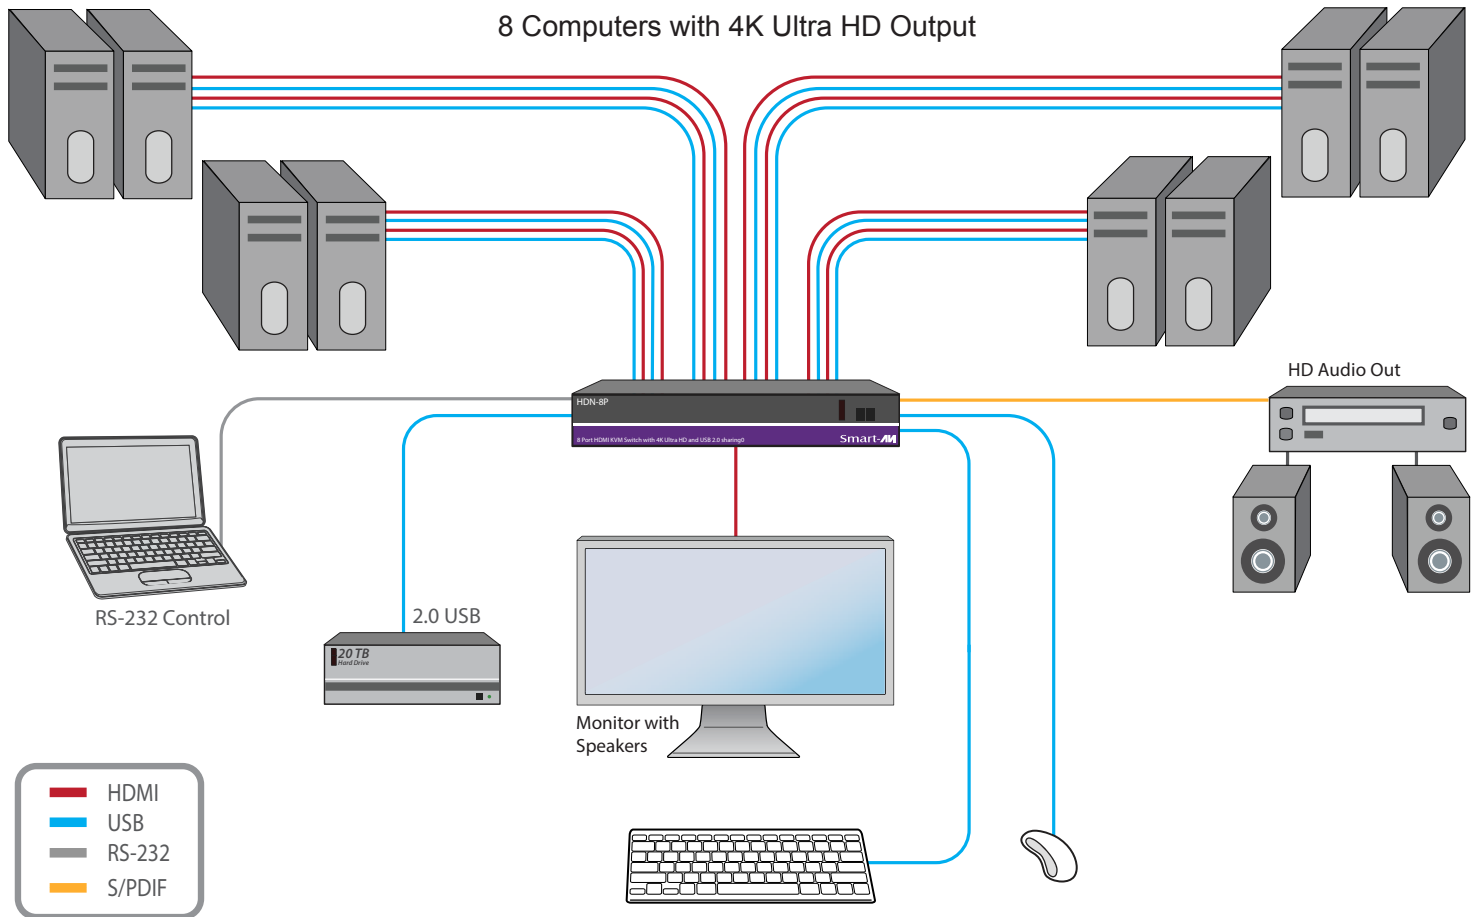 8 Computers with 4K Ultra HD Output
HDN-8P
8 Port HDMI KVM Switch with 4K Ultra HD and USB 2.0 sharing0
Smart-AVI
HD Audio Out
RS-232 Control
2.0 USB
20 TB
Hard Drive
Monitor with
Speakers
HDMI
USB
RS-232
S/PDIF